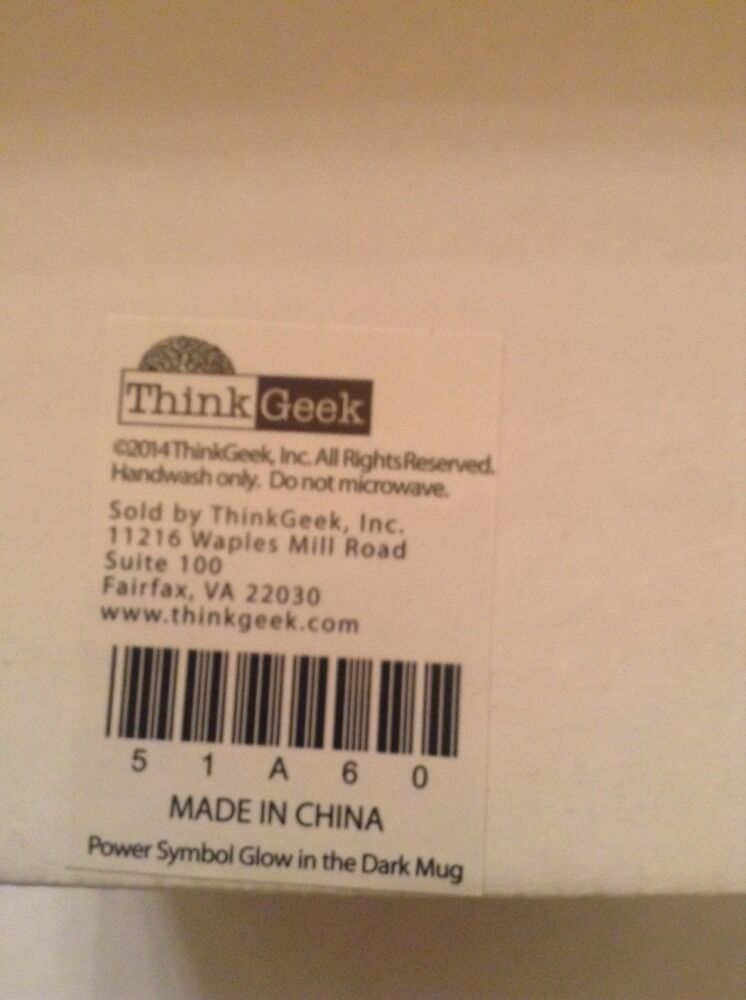 ThinkGeek
©2014 ThinkGeek, Inc. All Rights Reserved.
Handwash only. Do not microwave.
Sold by ThinkGeek, Inc.
11216 Waples Mill Road
Suite 100
Fairfax, VA 22030
www.thinkgeek.com
5 1 A 6 0
MADE IN CHINA
Power Symbol Glow in the Dark Mug